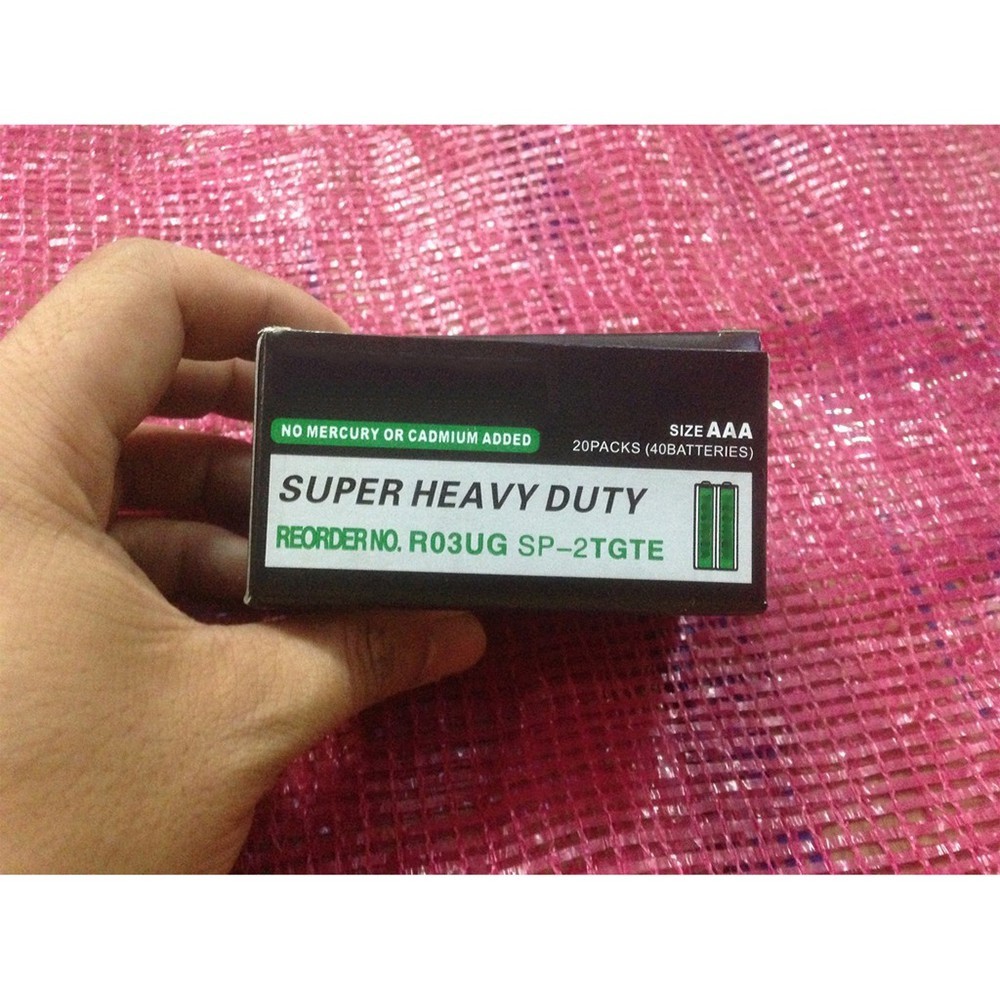 NO MERCURY OR CADMIUM ADDED
SIZE AAA
20PACKS (40BATTERIES)
SUPER HEAVY DUTY
REORDER NO. R03UG SP-2TGTE